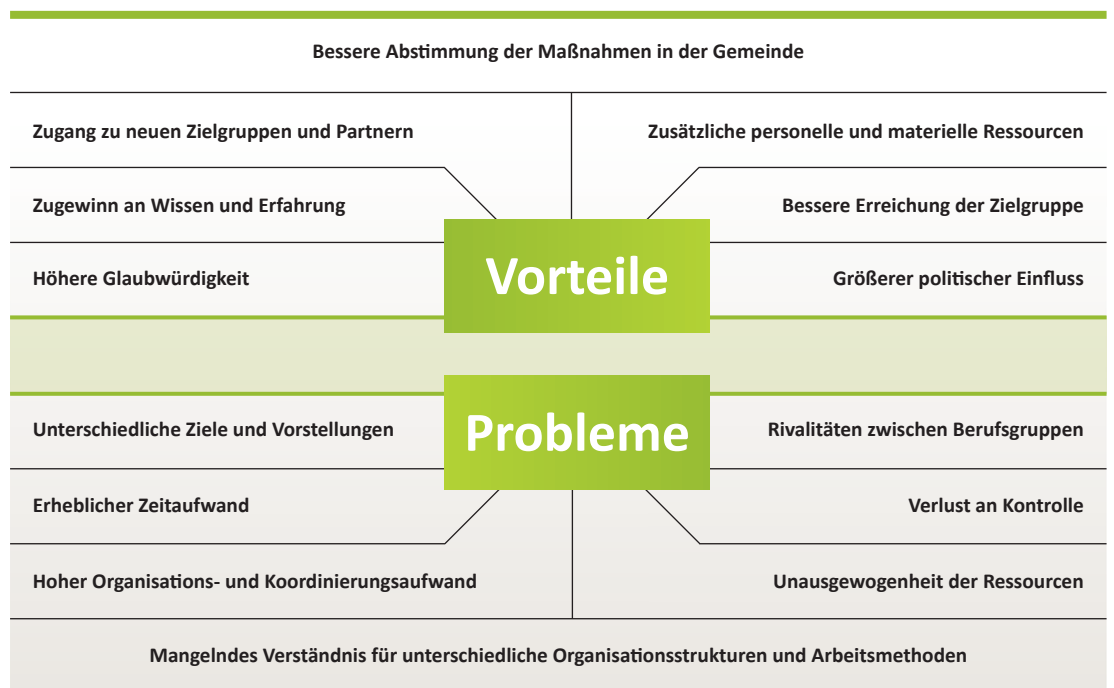 Bessere Abstimmung der Maßnahmen in der Gemeinde
Zugang zu neuen Zielgruppen und Partnern
Zusätzliche personelle und materielle Ressourcen
Zugewinn an Wissen und Erfahrung
Bessere Erreichung der Zielgruppe
Höhere Glaubwürdigkeit
Vorteile
Größerer politischer Einfluss
Unterschiedliche Ziele und Vorstellungen
Probleme
Rivalitäten zwischen Berufsgruppen
Erheblicher Zeitaufwand
Verlust an Kontrolle
Hoher Organisations- und Koordinierungsaufwand
Unausgewogenheit der Ressourcen
Mangelndes Verständnis für unterschiedliche Organisationsstrukturen und Arbeitsmethoden